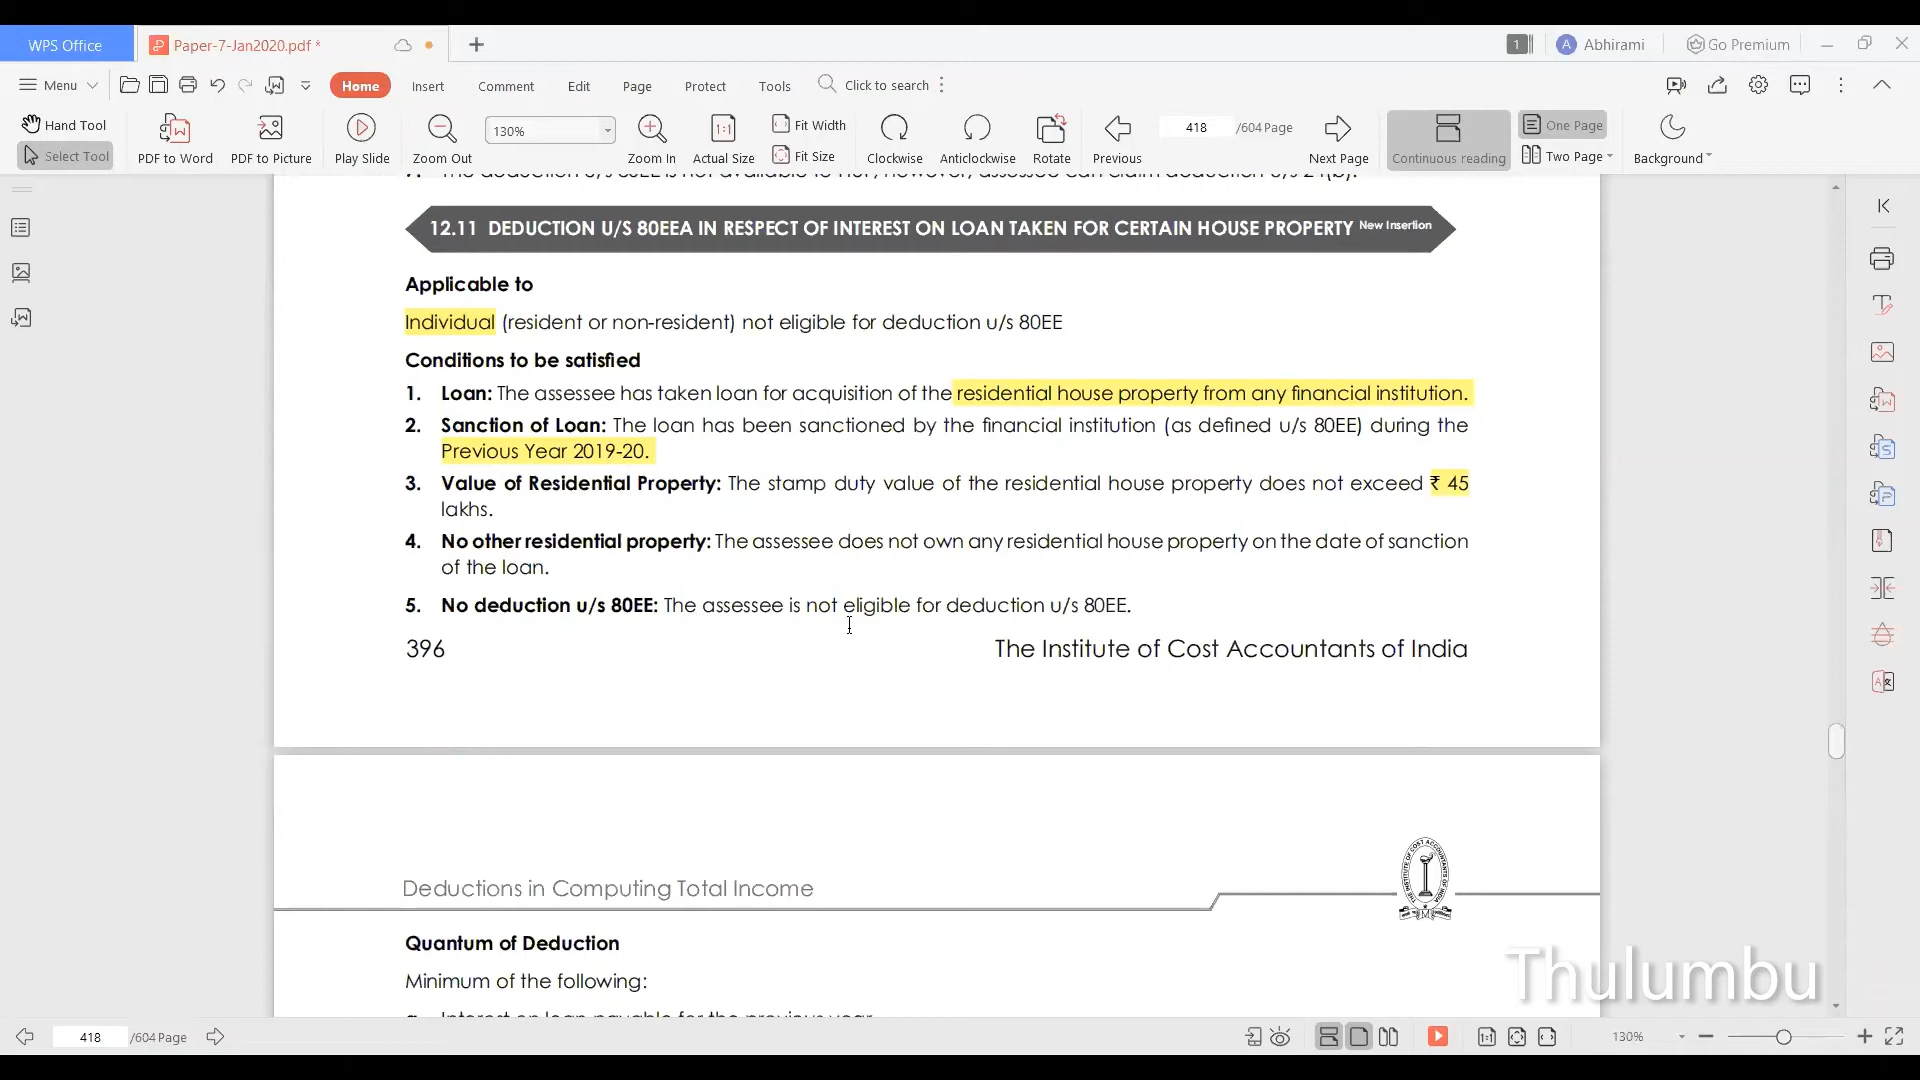 WPS Office
Paper-7-Jan2020.pdf *
1
A Abhirami
Go Premium
Menu
Home
Insert
Comment
Edit
Page
Protect
Tools
Click to search
Hand Tool
Select Tool
PDF to Word
PDF to Picture
Play Slide
Zoom Out
130%
Zoom In
1:1
Actual Size
Fit Width
Fit Size
Clockwise
Anticlockwise
Rotate
Previous
418 /604 Page
Next Page
Continuous reading
One Page
Two Page
Background
12.11 DEDUCTION U/S 80EEA IN RESPECT OF INTEREST ON LOAN TAKEN FOR CERTAIN HOUSE PROPERTY New Insertion
Applicable to
Individual (resident or non-resident) not eligible for deduction u/s 80EE
Conditions to be satisfied
1. Loan: The assessee has taken loan for acquisition of the residential house property from any financial institution.
2. Sanction of Loan: The loan has been sanctioned by the financial institution (as defined u/s 80EE) during the
Previous Year 2019-20.
3. Value of Residential Property: The stamp duty value of the residential house property does not exceed ₹ 45
lakhs.
4. No other residential property: The assessee does not own any residential house property on the date of sanction
of the loan.
5. No deduction u/s 80EE: The assessee is not eligible for deduction u/s 80EE.
396
The Institute of Cost Accountants of India
Deductions in Computing Total Income
Quantum of Deduction
Minimum of the following:
Thulumbu
418 /604 Page
130%